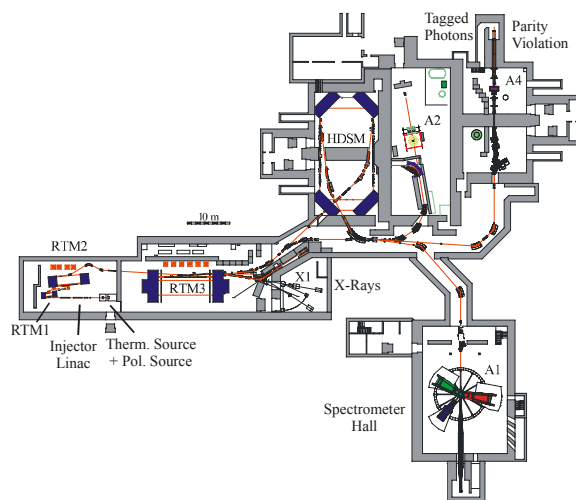 Tagged
Photons
Parity
Violation
A4
A2
HDSM
10 m
RTM2
RTM3
X1
X-Rays
RTM1
Injector
Linac
Therm. Source
+ Pol. Source
A1
Spectrometer
Hall